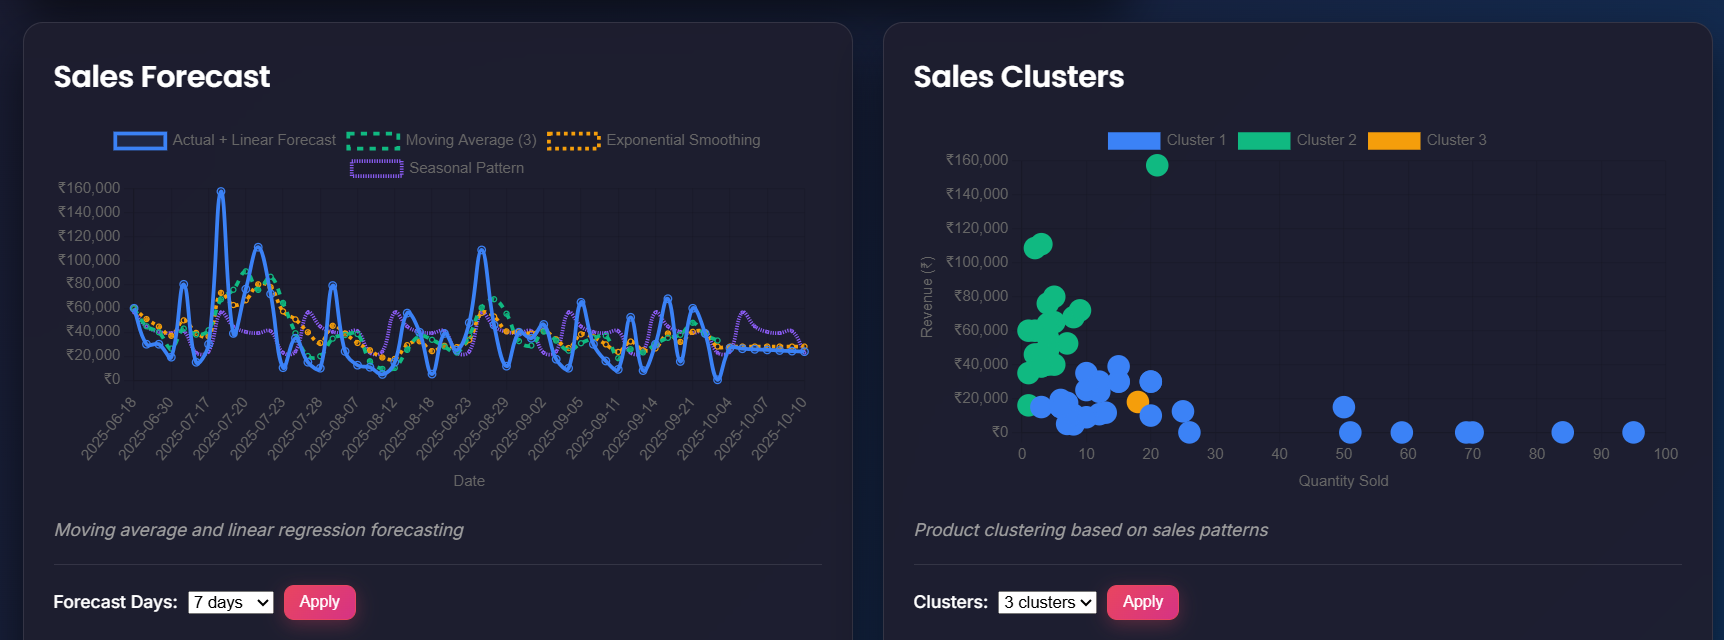 Sales Forecast
Actual + Linear Forecast Moving Average (3) Exponential Smoothing
Seasonal Pattern
₹160,000
₹140,000
₹120,000
₹100,000
₹80,000
₹60,000
₹40,000
₹20,000
₹0
2025-06-18 2025-06-30 2025-07-17 2025-07-20 2025-07-23 2025-07-28 2025-08-07 2025-08-12 2025-08-18 2025-08-23 2025-08-29 2025-09-02 2025-09-05 2025-09-11 2025-09-14 2025-09-21 2025-10-04 2025-10-07 2025-10-10
Date
Moving average and linear regression forecasting
Forecast Days: 7 days Apply
Sales Clusters
Cluster 1 Cluster 2 Cluster 3
Revenue (₹)
₹160,000
₹140,000
₹120,000
₹100,000
₹80,000
₹60,000
₹40,000
₹20,000
₹0
0 10 20 30 40 50 60 70 80 90 100
Quantity Sold
Product clustering based on sales patterns
Clusters: 3 clusters Apply